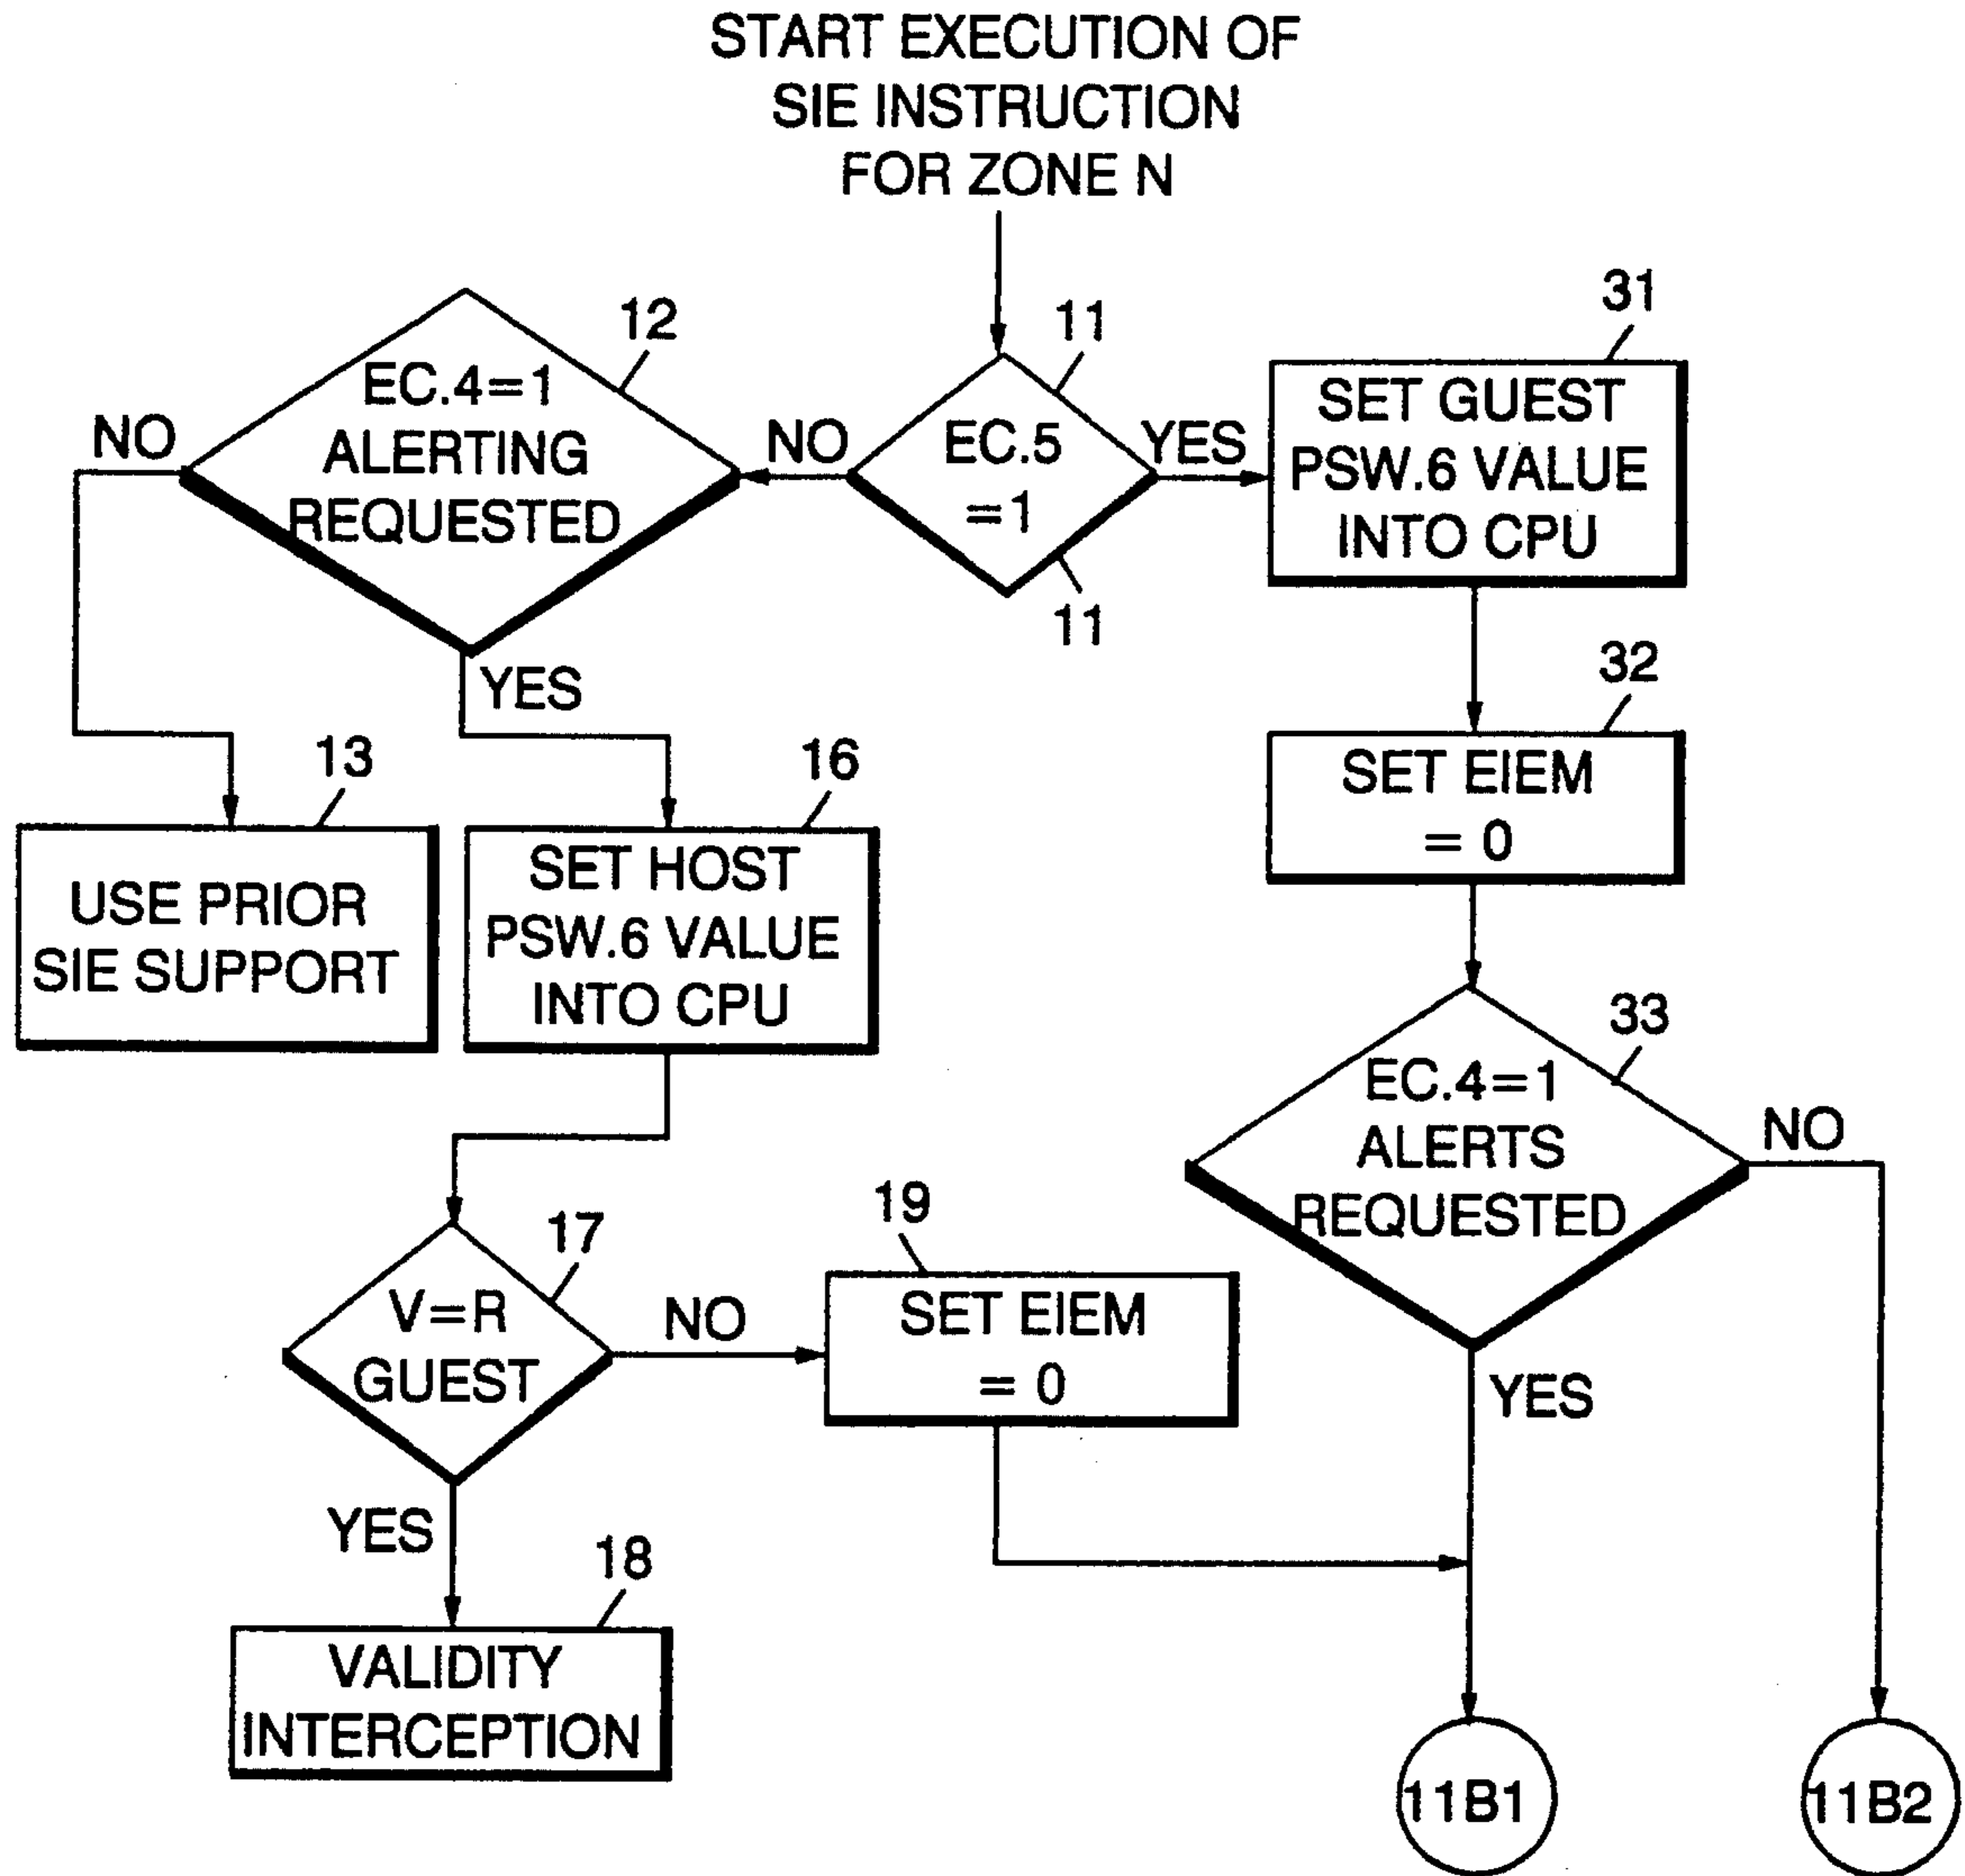 START EXECUTION OF
SIE INSTRUCTION
FOR ZONE N
12
EC.4=1
ALERTING
REQUESTED
NO
YES
11
EC.5
=1
11
NO
YES
31
SET GUEST
PSW.6 VALUE
INTO CPU
32
SET EIEM
= 0
13
USE PRIOR
SIE SUPPORT
16
SET HOST
PSW.6 VALUE
INTO CPU
33
EC.4=1
ALERTS
REQUESTED
NO
YES
17
V=R
GUEST
NO
YES
19
SET EIEM
= 0
18
VALIDITY
INTERCEPTION
11B1
11B2